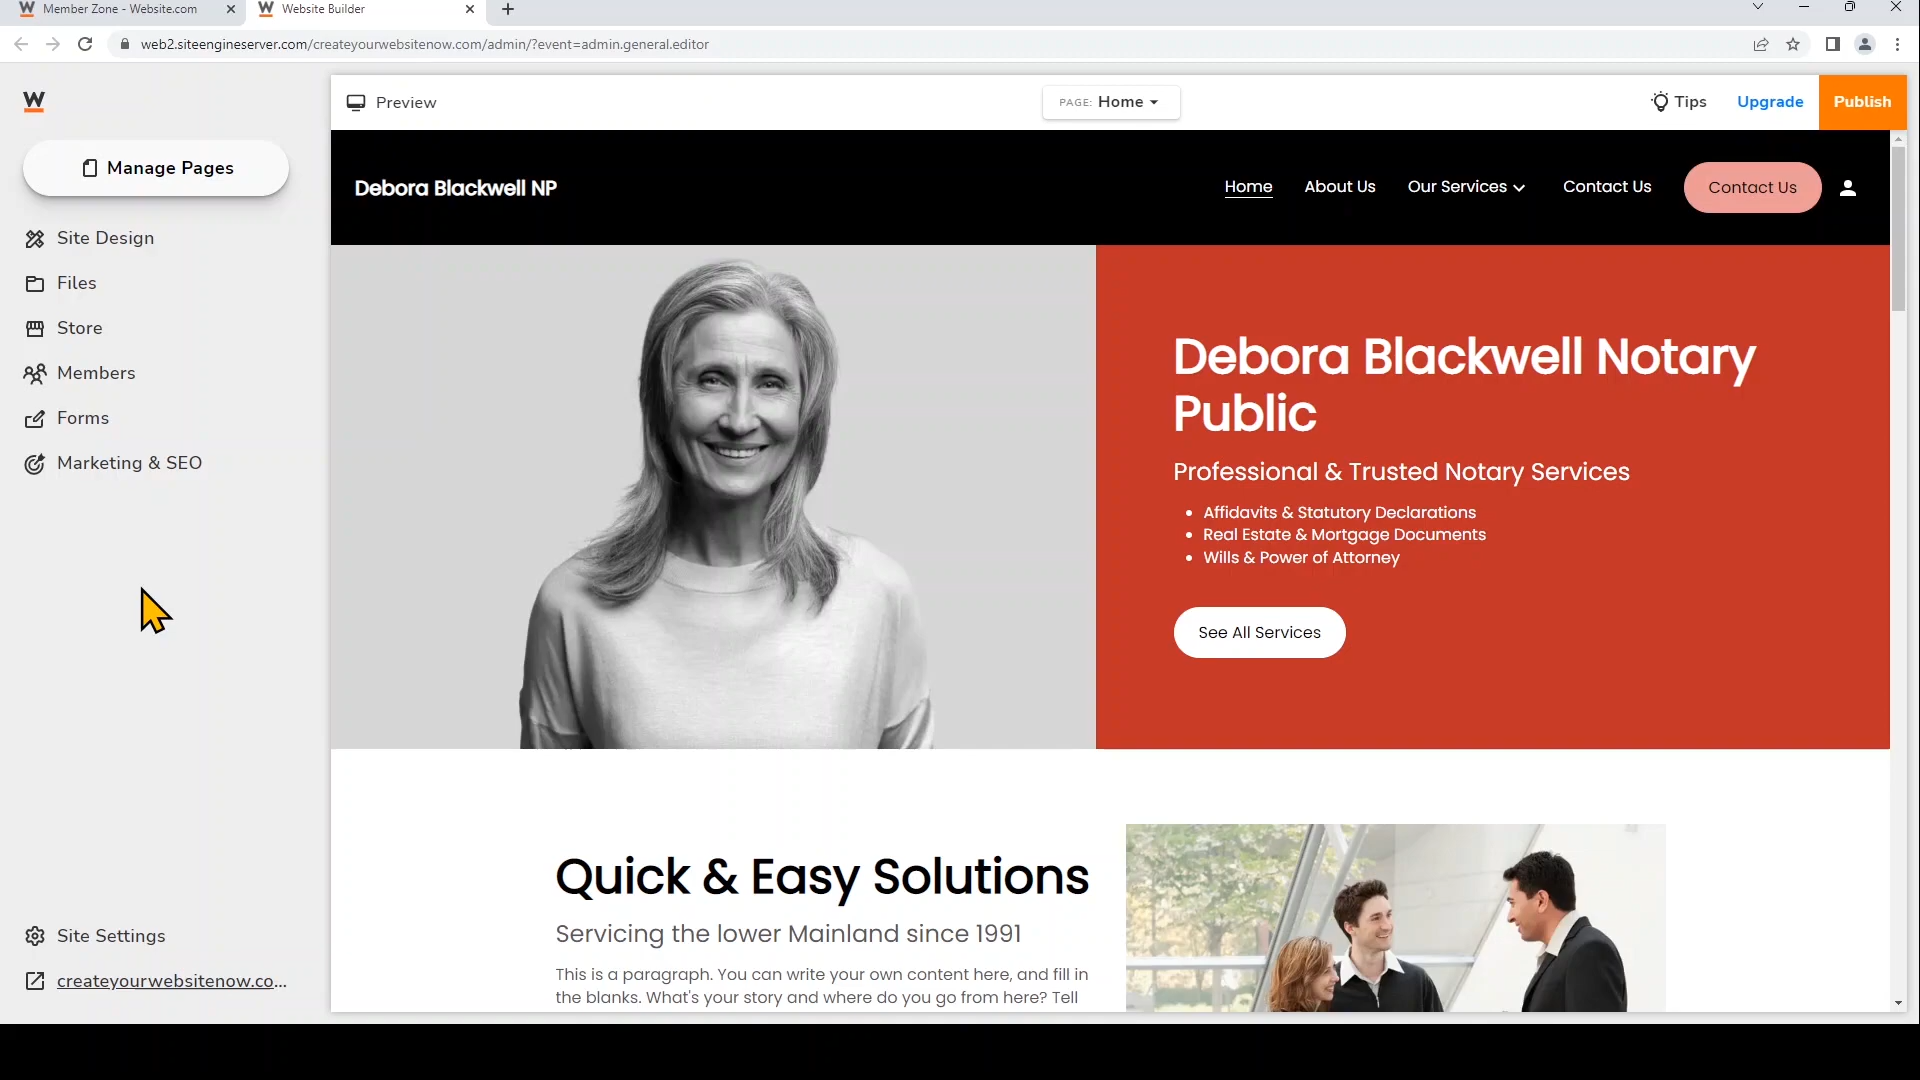 Member Zone - Website.com
Website Builder
web2.siteengineserver.com/createyourwebsitenow.com/admin/?event=admin.general.editor
W
Manage Pages
Site Design
Files
Store
Members
Forms
Marketing & SEO
Site Settings
createyourwebsitenow.co...
Preview
PAGE: Home
Tips
Upgrade
Publish
Debora Blackwell NP
Home
About Us
Our Services
Contact Us
Contact Us
Debora Blackwell Notary
Public
Professional & Trusted Notary Services
Affidavits & Statutory Declarations
Real Estate & Mortgage Documents
Wills & Power of Attorney
See All Services
Quick & Easy Solutions
Servicing the lower Mainland since 1991
This is a paragraph. You can write your own content here, and fill in
the blanks. What's your story and where do you go from here? Tell